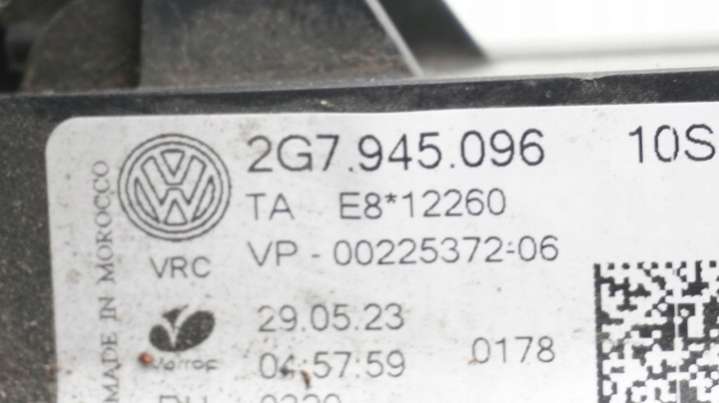 2G7.945.096 10S
TA E8*12260
VP - 00225372-06
VRC
29.05.23
04:57:59 0178
MADE IN MOROCCO